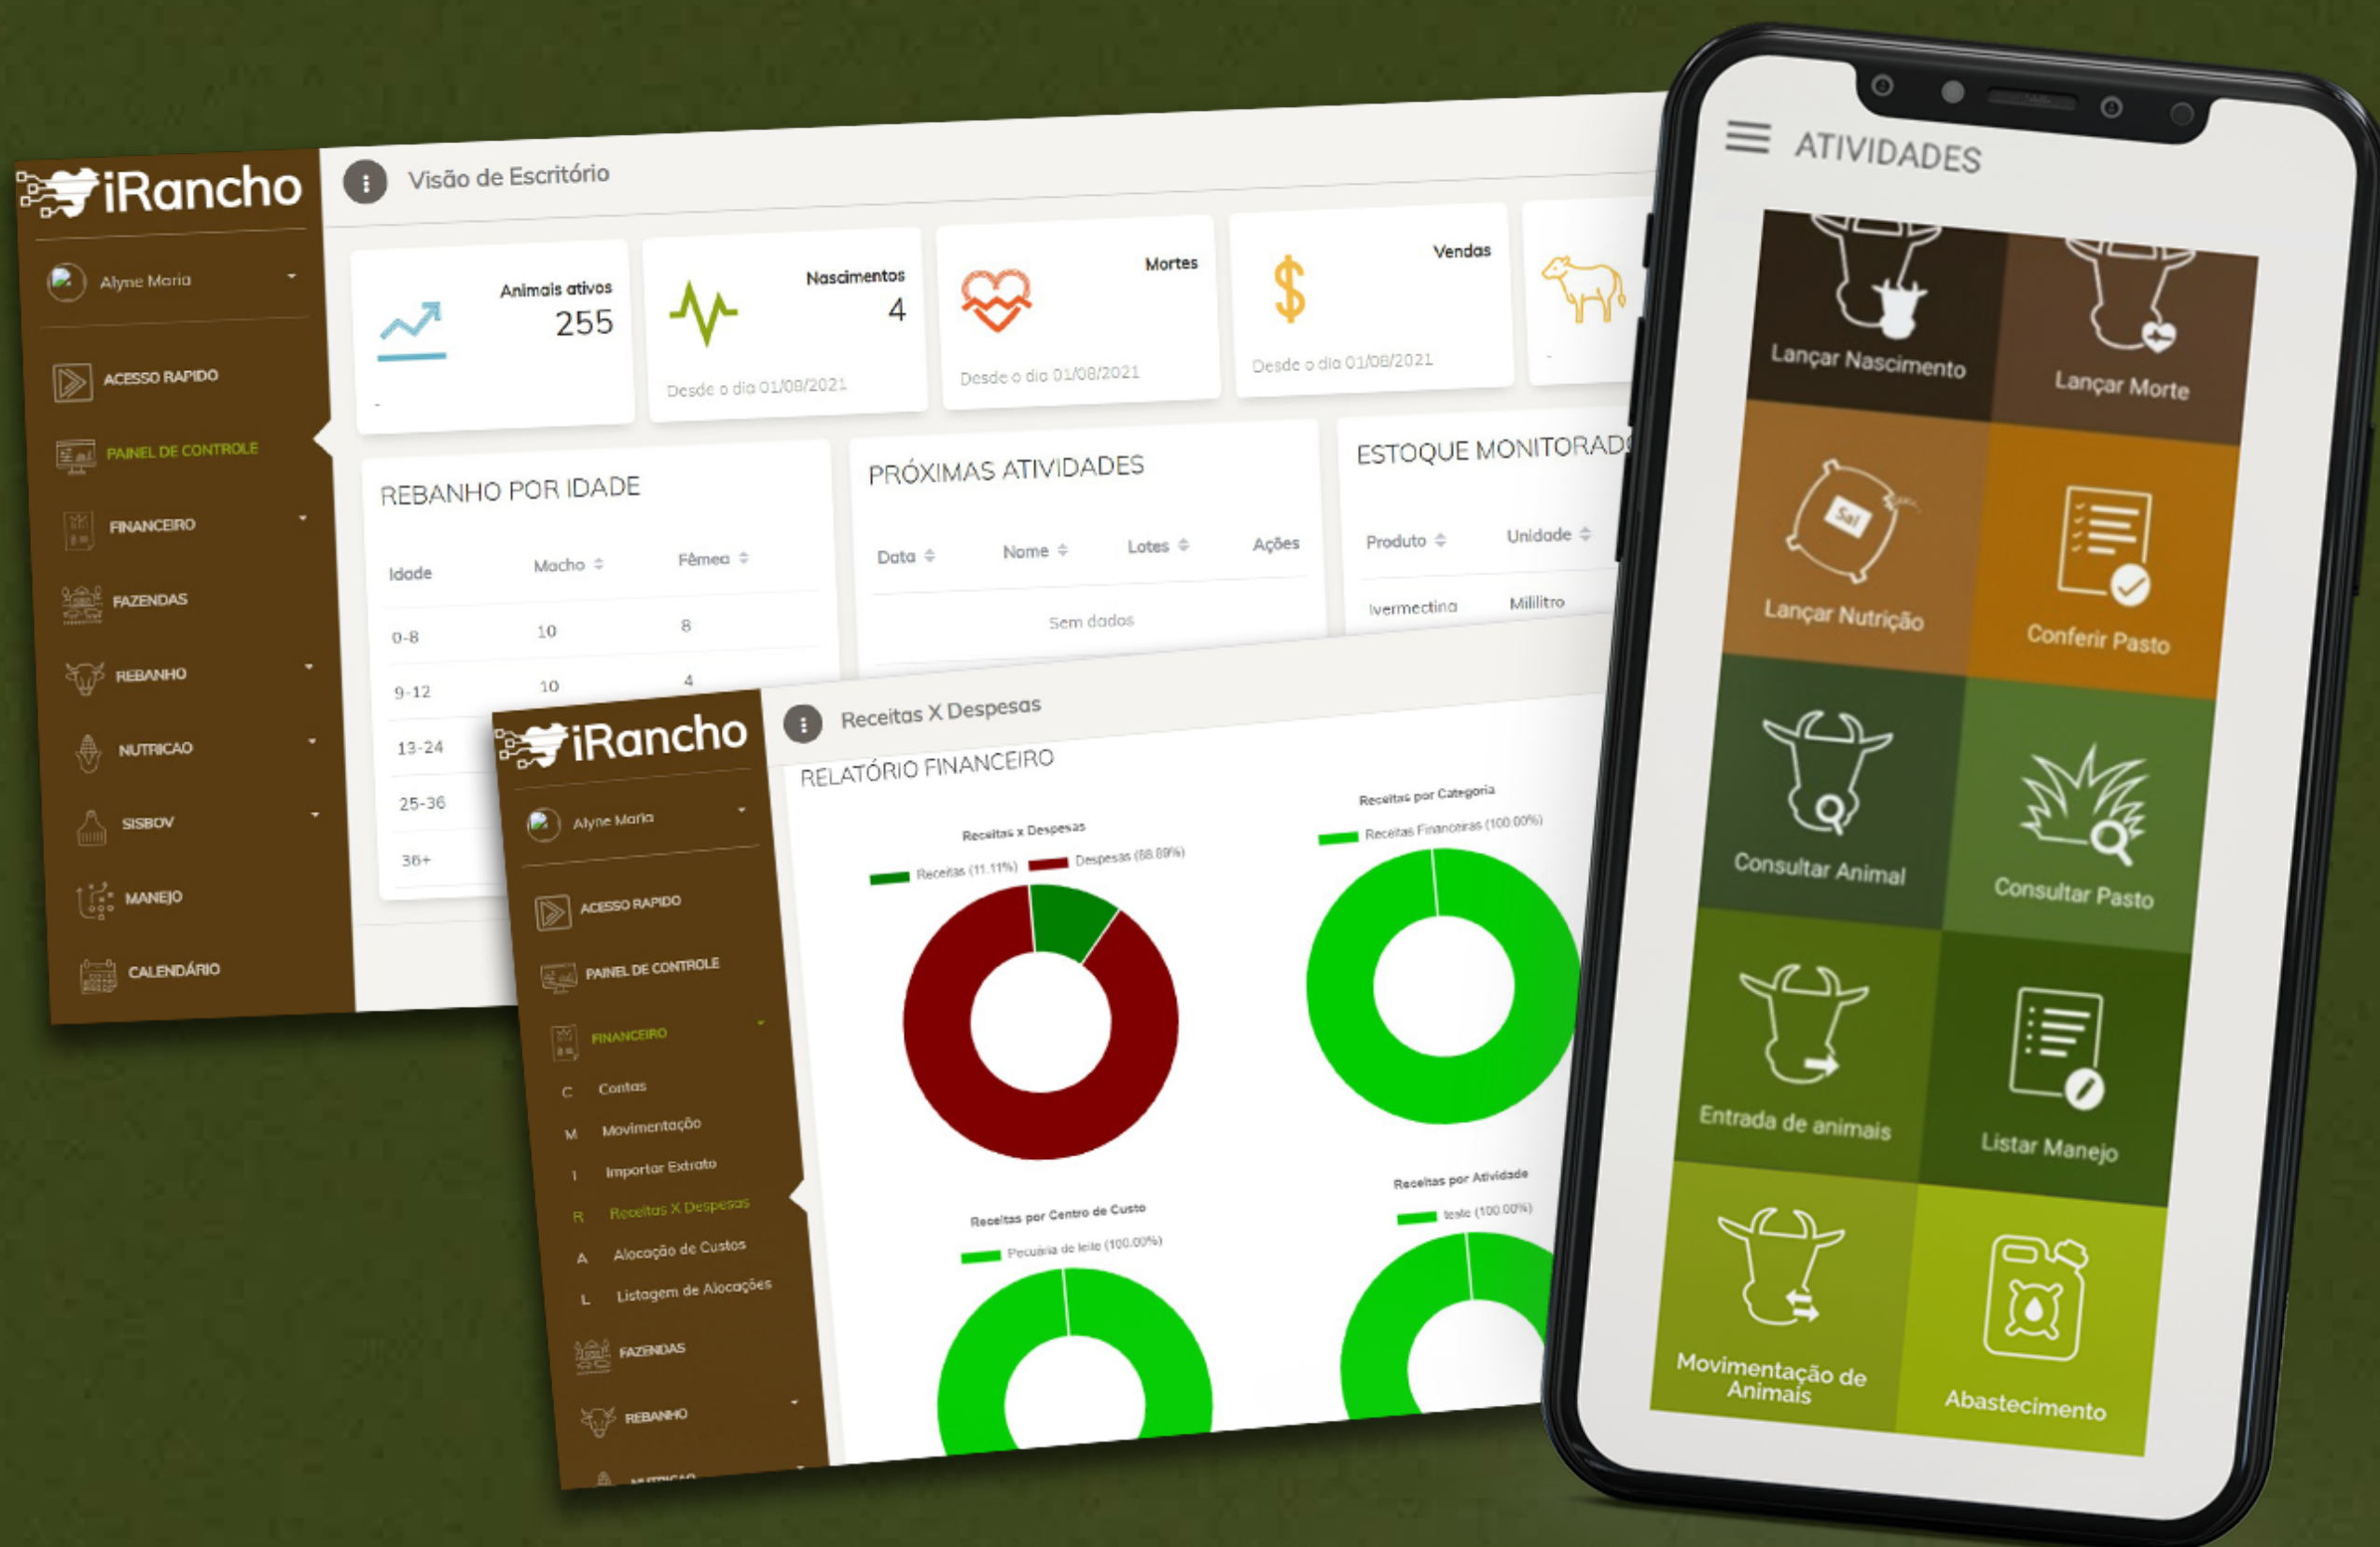 iRancho
Alyne Maria
ACESSO RAPIDO
PAINEL DE CONTROLE
FINANCEIRO
FAZENDAS
REBANHO
NUTRICAO
SISBOV
MANEJO
CALENDÁRIO
Visão de Escritório
Animais ativos
255
-
Nascimentos
4
Desde o dia 01/08/2021
Mortes
Desde o dia 01/08/2021
Vendas
Desde o dia 01/08/2021
-
REBANHO POR IDADE
Idade Macho Fêmea
0-8 10 8
9-12 10 4
13-24
25-36
36+
PRÓXIMAS ATIVIDADES
Data Nome Lotes Ações
Sem dados
ESTOQUE MONITORADO
Produto Unidade
Ivermectina Mililitro
iRancho
Alyne Maria
ACESSO RAPIDO
PAINEL DE CONTROLE
FINANCEIRO
C Contas
M Movimentação
I Importar Extrato
R Receitas X Despesas
A Alocação de Custos
L Listagem de Alocações
FAZENDAS
REBANHO
NUTRICAO
Receitas X Despesas
RELATÓRIO FINANCEIRO
Receitas x Despesas
Receitas (11.11%) Despesas (88.89%)
Receitas por Categoria
Receitas Financeiras (100.00%)
Receitas por Centro de Custo
Pecuária de leite (100.00%)
Receitas por Atividade
teste (100.00%)
ATIVIDADES
Lançar Nascimento
Lançar Morte
Sal
Lançar Nutrição
Conferir Pasto
Consultar Animal
Consultar Pasto
Entrada de animais
Listar Manejo
Movimentação de
Animais
Abastecimento